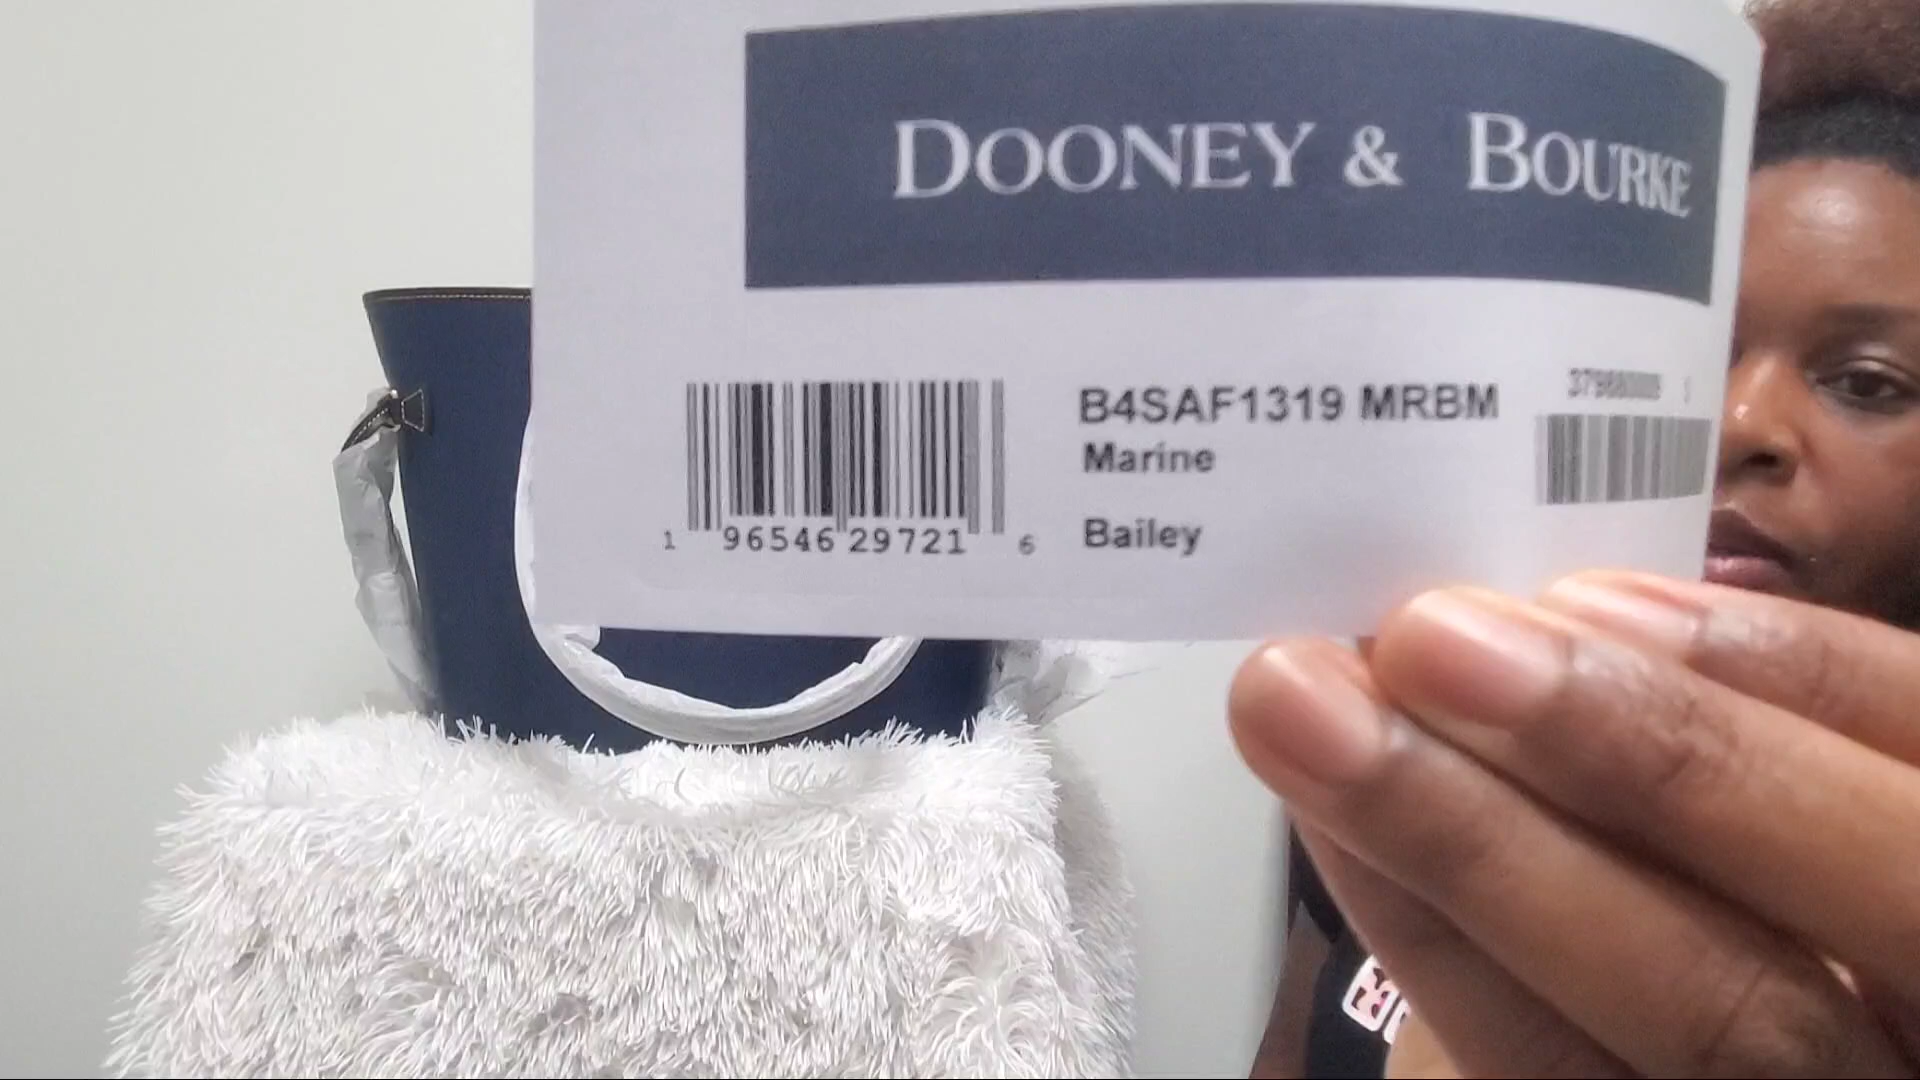 DOONEY & BOURKE
B4SAF1319 MRBM
Marine
Bailey
1 96546 29721 6